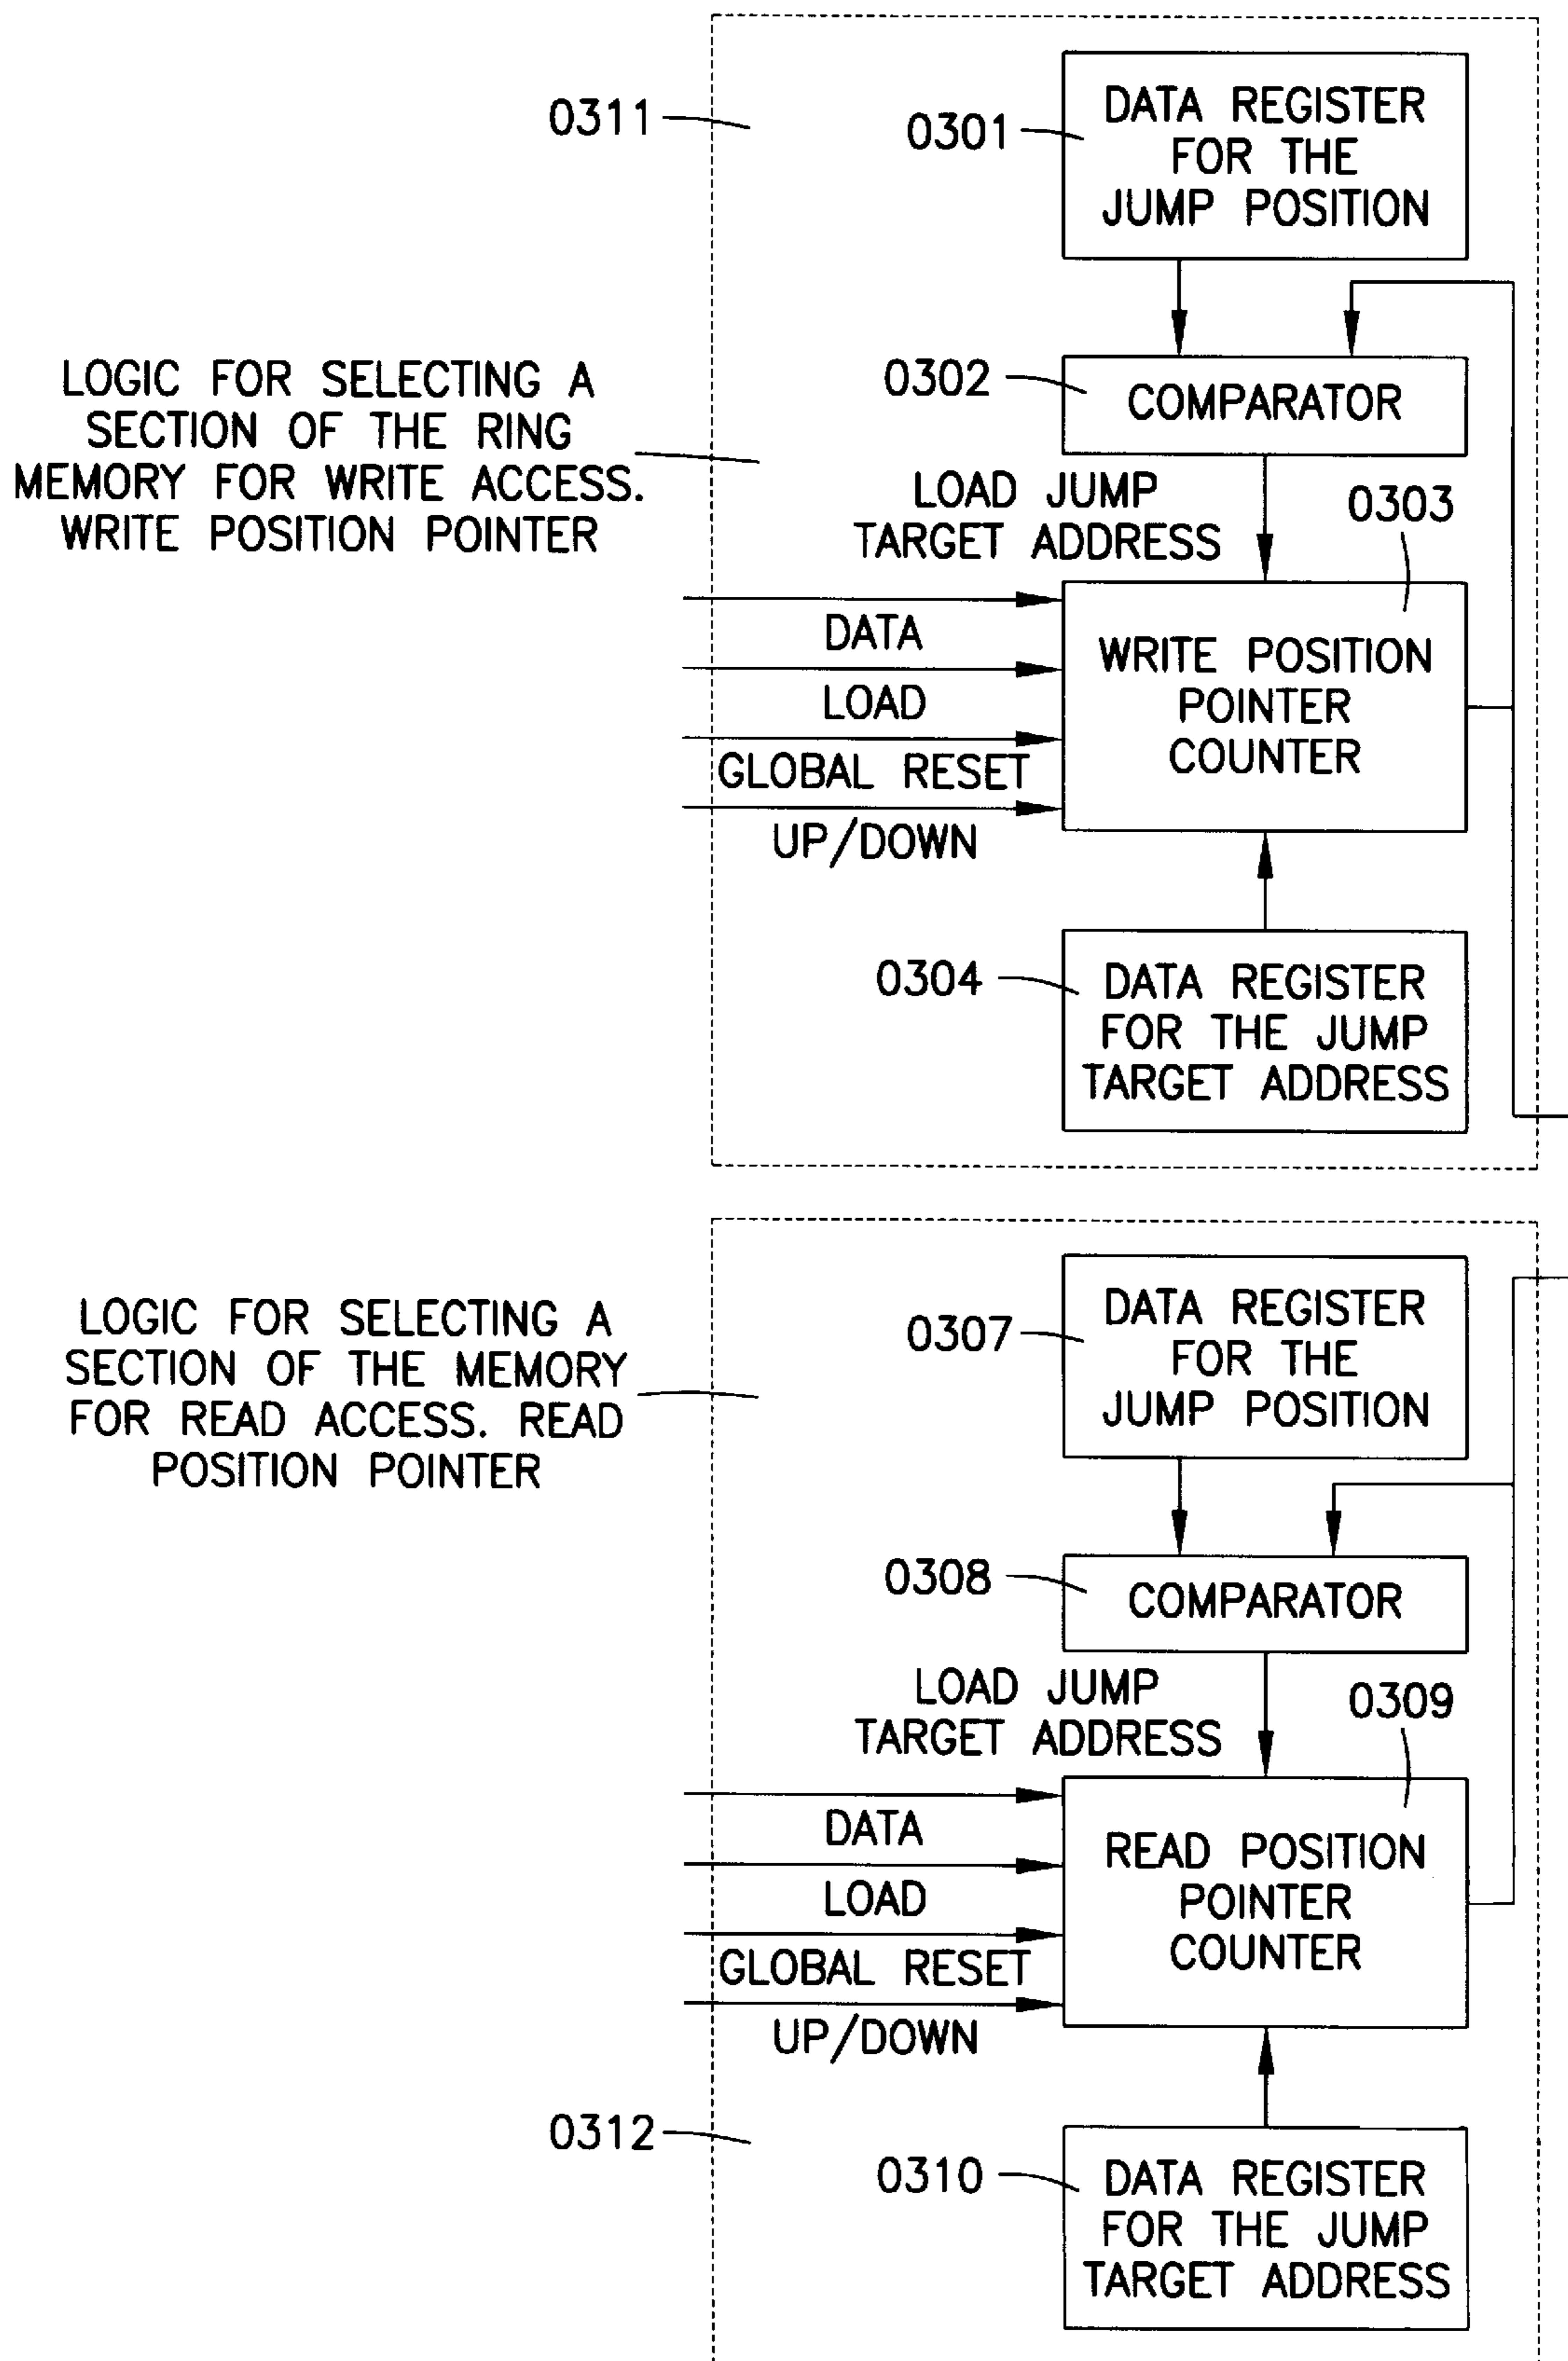 0311
0301
DATA REGISTER
FOR THE
JUMP POSITION
LOGIC FOR SELECTING A
SECTION OF THE RING
MEMORY FOR WRITE ACCESS.
WRITE POSITION POINTER
0302
COMPARATOR
LOAD JUMP
TARGET ADDRESS
0303
DATA
LOAD
GLOBAL RESET
UP/DOWN
WRITE POSITION
POINTER
COUNTER
0304
DATA REGISTER
FOR THE JUMP
TARGET ADDRESS
LOGIC FOR SELECTING A
SECTION OF THE MEMORY
FOR READ ACCESS. READ
POSITION POINTER
0307
DATA REGISTER
FOR THE
JUMP POSITION
0308
COMPARATOR
LOAD JUMP
TARGET ADDRESS
0309
DATA
LOAD
GLOBAL RESET
UP/DOWN
READ POSITION
POINTER
COUNTER
0312
0310
DATA REGISTER
FOR THE JUMP
TARGET ADDRESS